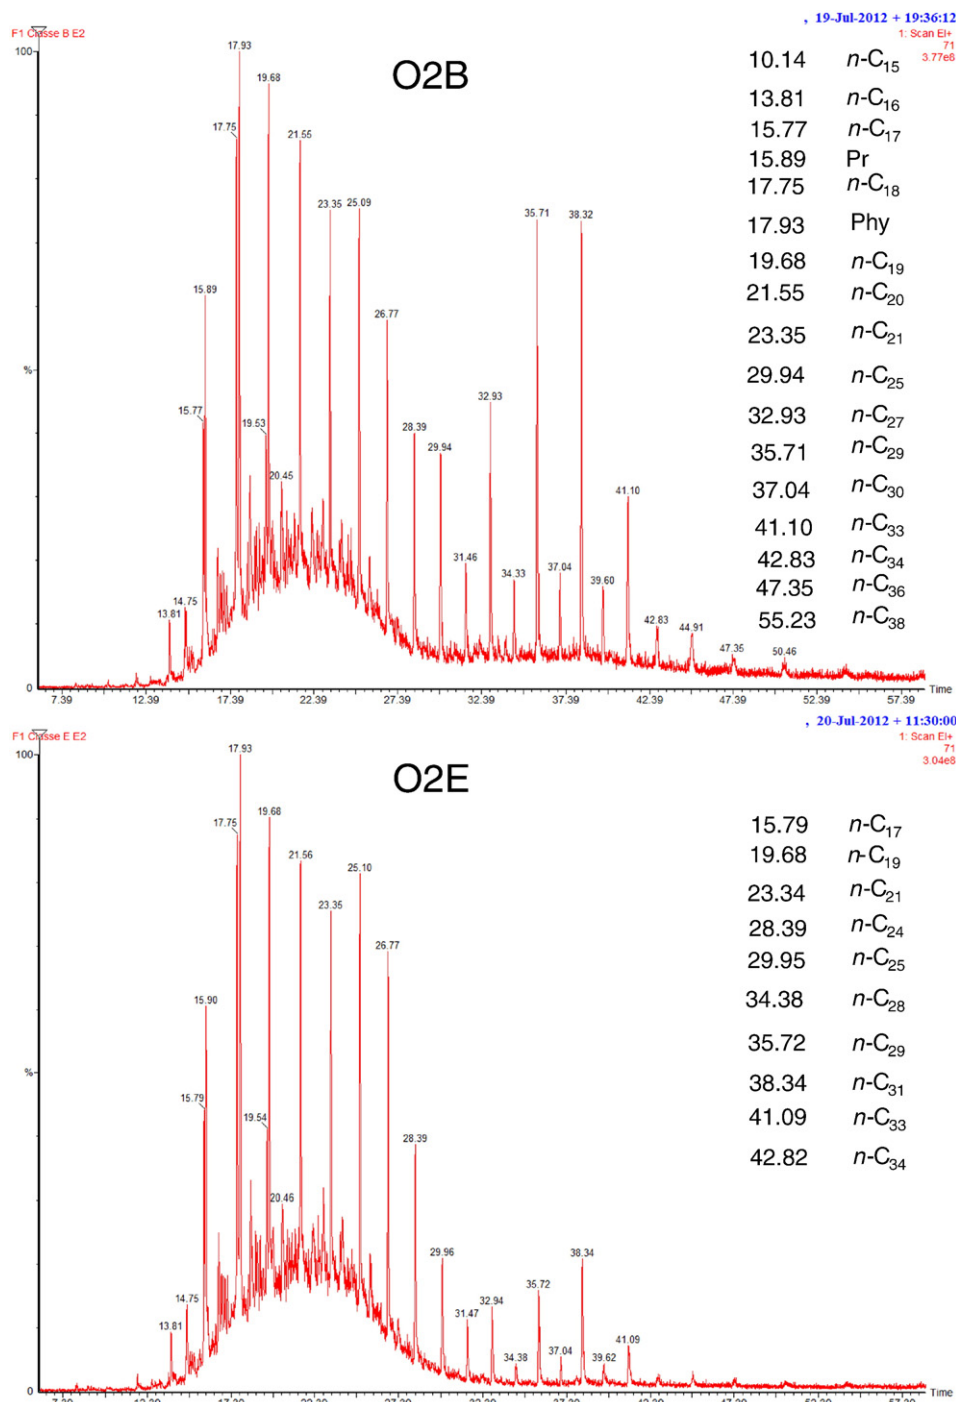 , 19-Jul-2012 + 19:36:12
F1 Classe B E2
1: Scan EI+
71
3.77e8
O2B
100
%
0
17.93
19.68
17.75
21.55
23.35
25.09
35.71
38.32
15.89
26.77
15.77
19.53
28.39
32.93
29.94
20.45
41.10
31.46
34.33
37.04
39.60
13.81
14.75
42.83
44.91
47.35
50.46
7.39 12.39 17.39 22.39 27.39 32.39 37.39 42.39 47.39 52.39 57.39
Time
10.14 n-C15
13.81 n-C16
15.77 n-C17
15.89 Pr
17.75 n-C18
17.93 Phy
19.68 n-C19
21.55 n-C20
23.35 n-C21
29.94 n-C25
32.93 n-C27
35.71 n-C29
37.04 n-C30
41.10 n-C33
42.83 n-C34
47.35 n-C36
55.23 n-C38
, 20-Jul-2012 + 11:30:00
F1 Classe E E2
1: Scan EI+
71
3.04e8
O2E
100
%
0
17.93
19.68
17.75
21.56
25.10
23.35
26.77
15.90
15.79
19.54
28.39
20.46
29.96
38.34
14.75
35.72
32.94
31.47
13.81
41.09
34.38
37.04
39.62
Time
15.79 n-C17
19.68 n-C19
23.34 n-C21
28.39 n-C24
29.95 n-C25
34.38 n-C28
35.72 n-C29
38.34 n-C31
41.09 n-C33
42.82 n-C34